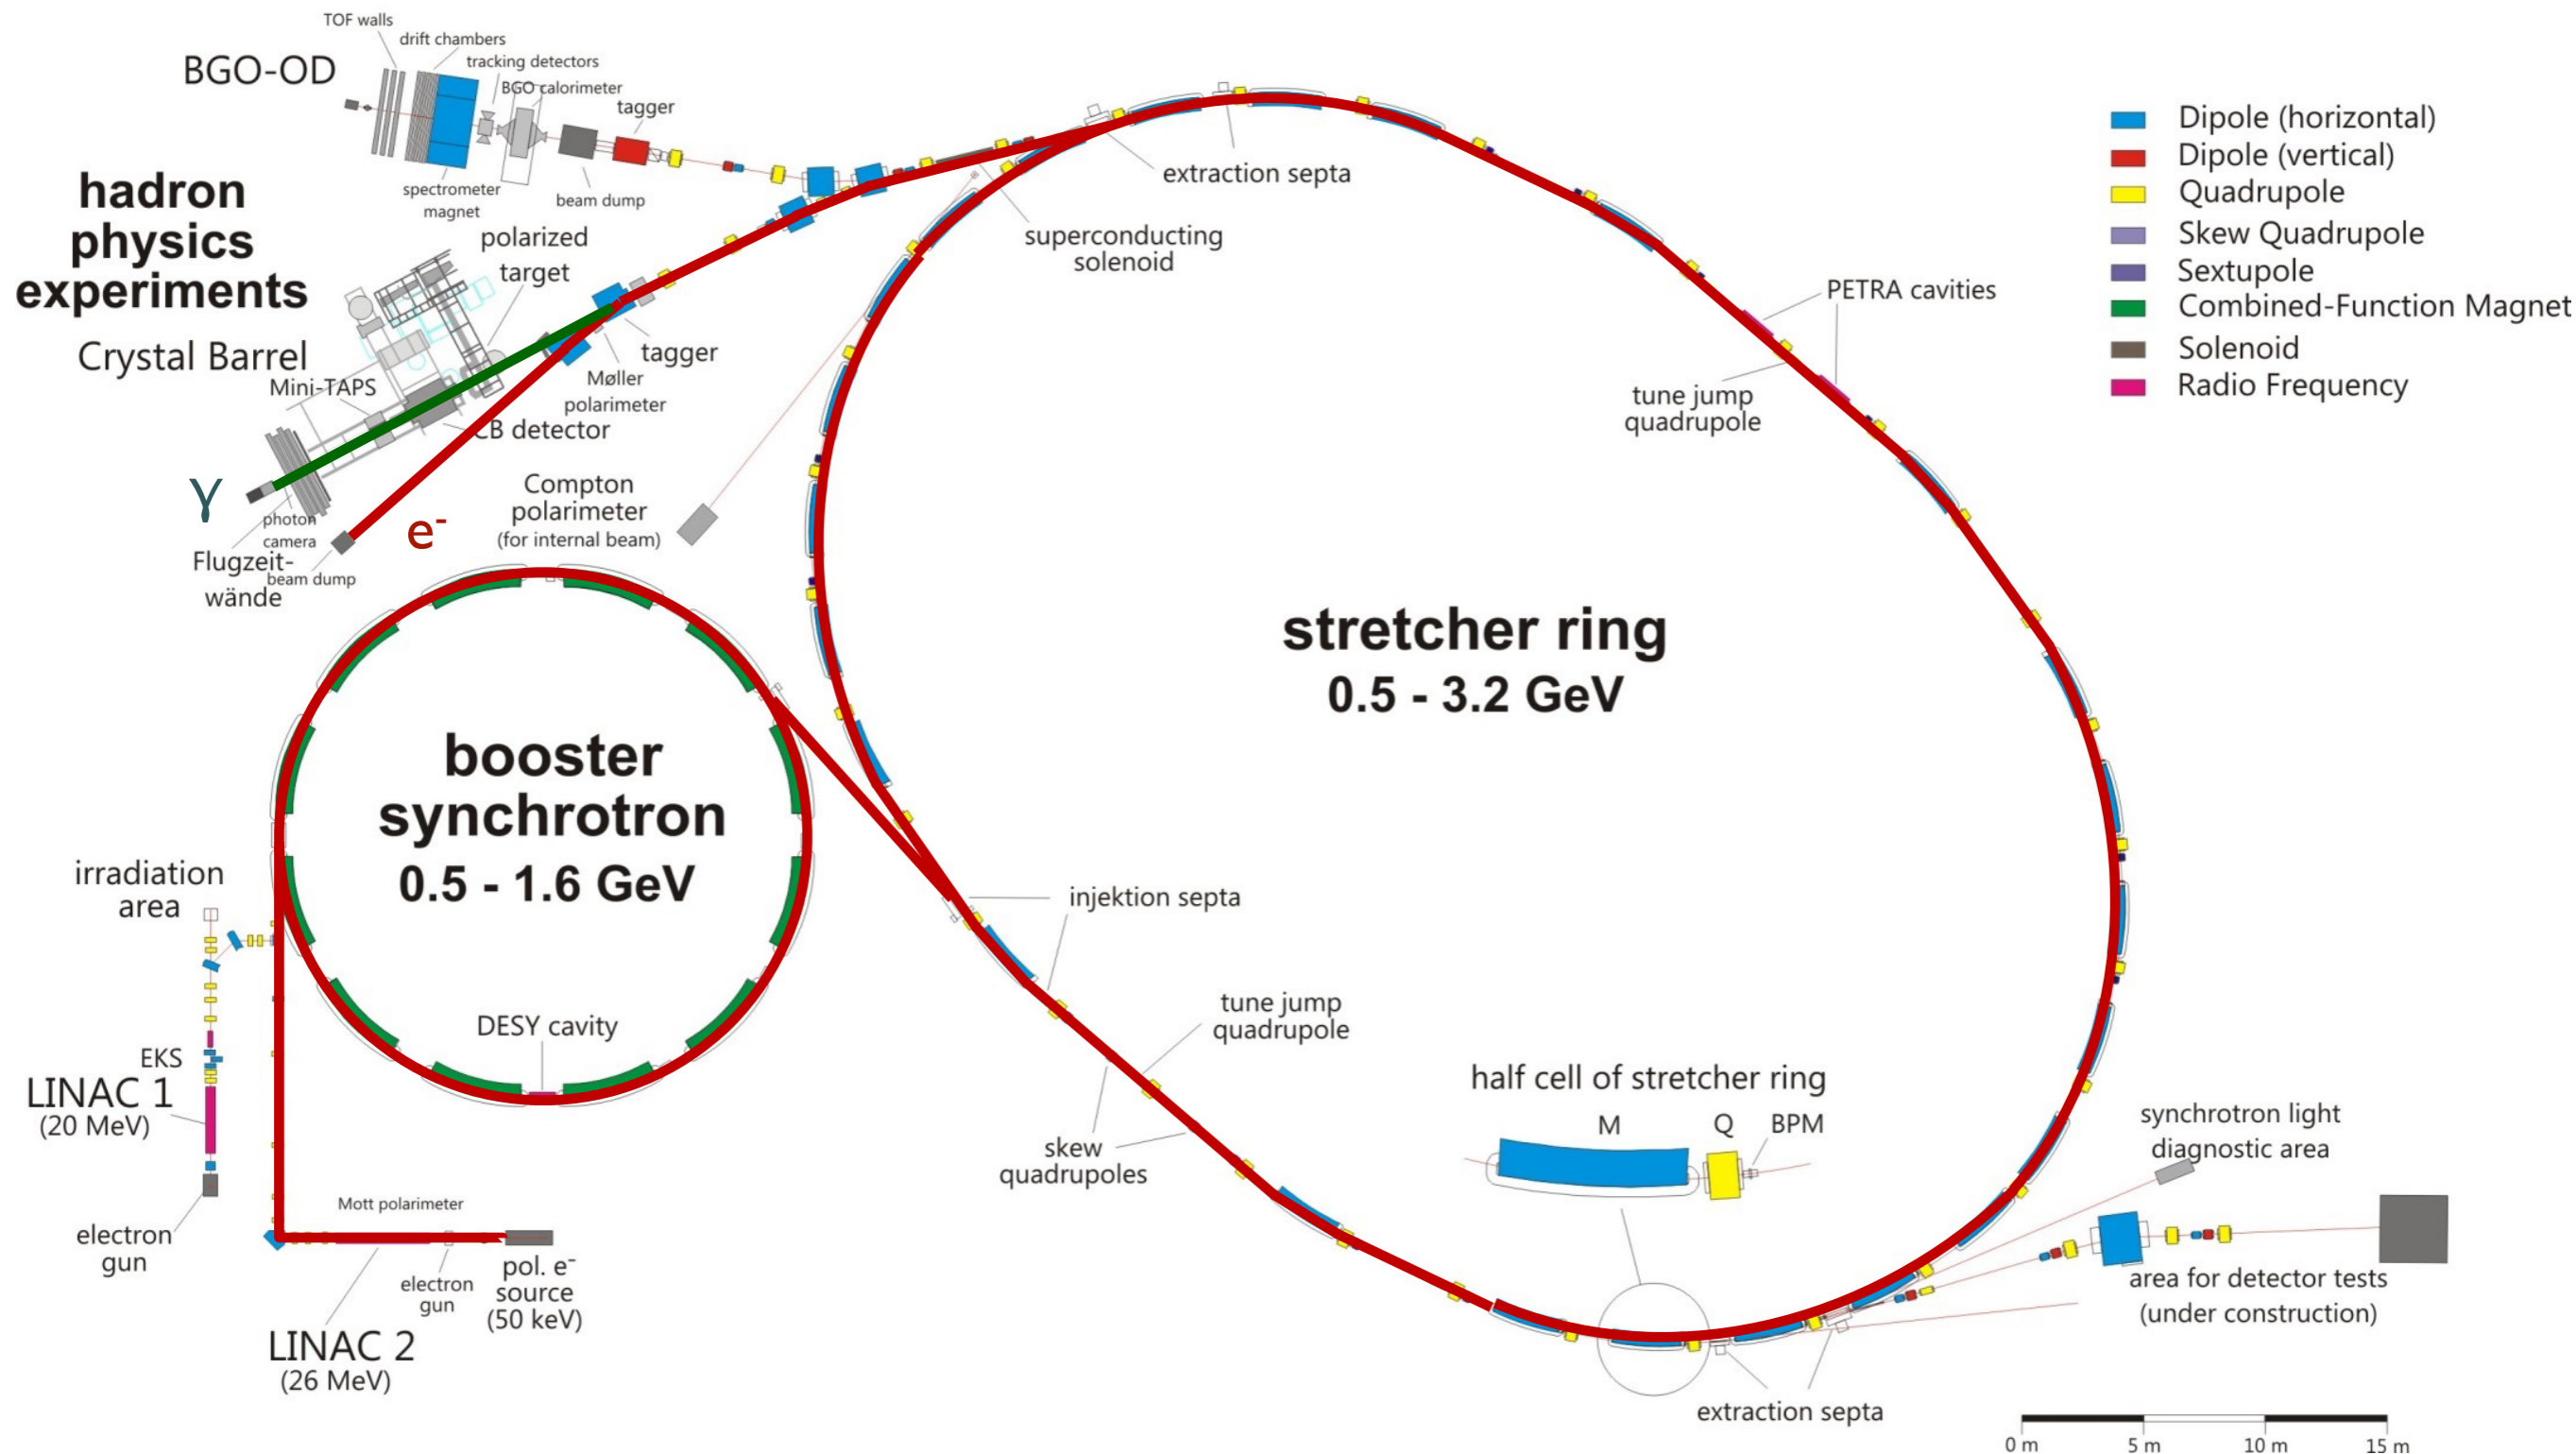 TOF walls
drift chambers
tracking detectors
BGO-OD
BGO calorimeter
tagger
spectrometer
magnet
beam dump
hadron
physics
experiments
polarized
target
Crystal Barrel
Mini-TAPS
tagger
Møller
polarimeter
CB detector
γ
photon
camera
Flugzeit-
wände
beam dump
e-
Compton
polarimeter
(for internal beam)
extraction septa
superconducting
solenoid
PETRA cavities
tune jump
quadrupole
Dipole (horizontal)
Dipole (vertical)
Quadrupole
Skew Quadrupole
Sextupole
Combined-Function Magnet
Solenoid
Radio Frequency
stretcher ring
0.5 - 3.2 GeV
booster
synchrotron
0.5 - 1.6 GeV
DESY cavity
irradiation
area
EKS
LINAC 1
(20 MeV)
electron
gun
Mott polarimeter
electron
gun
pol. e-
source
(50 keV)
LINAC 2
(26 MeV)
injektion septa
tune jump
quadrupole
skew
quadrupoles
half cell of stretcher ring
M Q BPM
synchrotron light
diagnostic area
area for detector tests
(under construction)
extraction septa
0 m 5 m 10 m 15 m